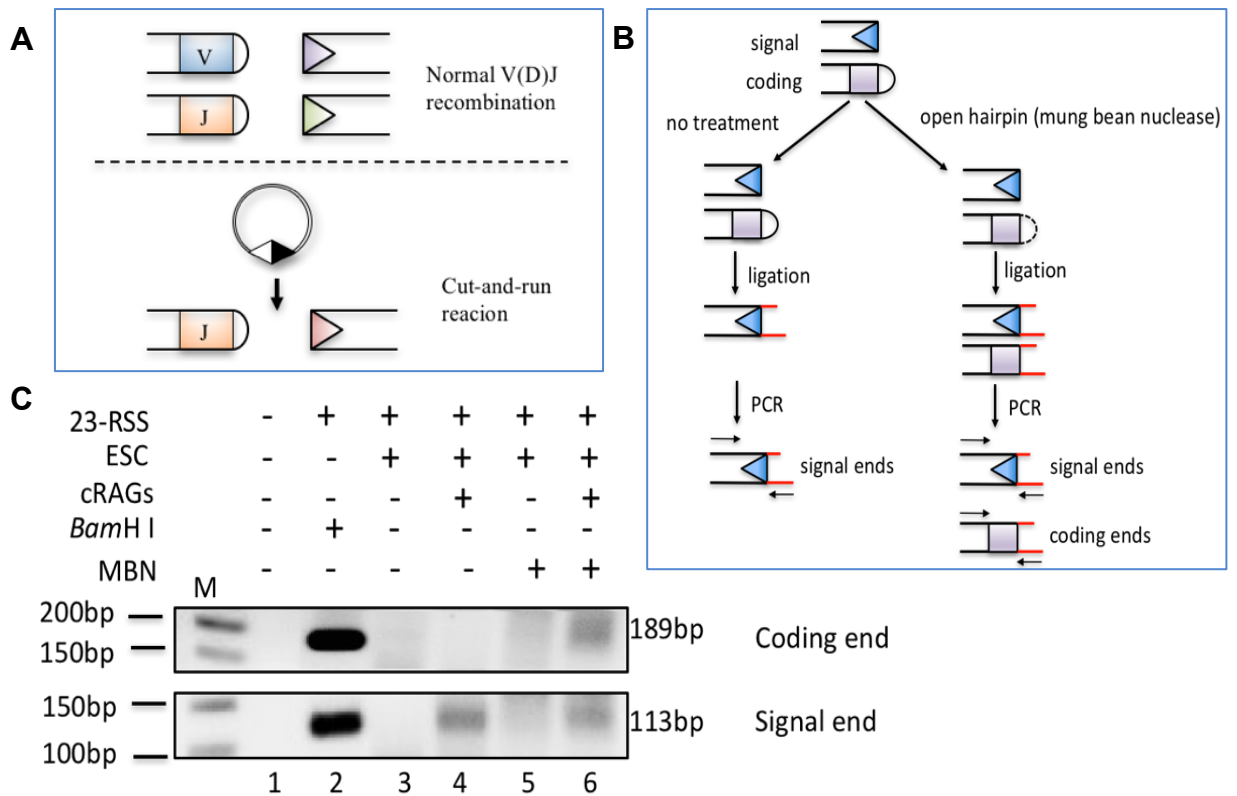 A
V
J
Normal V(D)J
recombination
J
Cut-and-run
reacion
B
signal
coding
no treatment
open hairpin (mung bean nuclease)
ligation
ligation
PCR
PCR
signal ends
signal ends
coding ends
C
23-RSS - + + + + +
ESC - - + + + +
cRAGs - - - + - +
BamH I - + - - - -
MBN - - - - + +
M
200bp
150bp
189bp
Coding end
150bp
100bp
113bp
Signal end
1 2 3 4 5 6